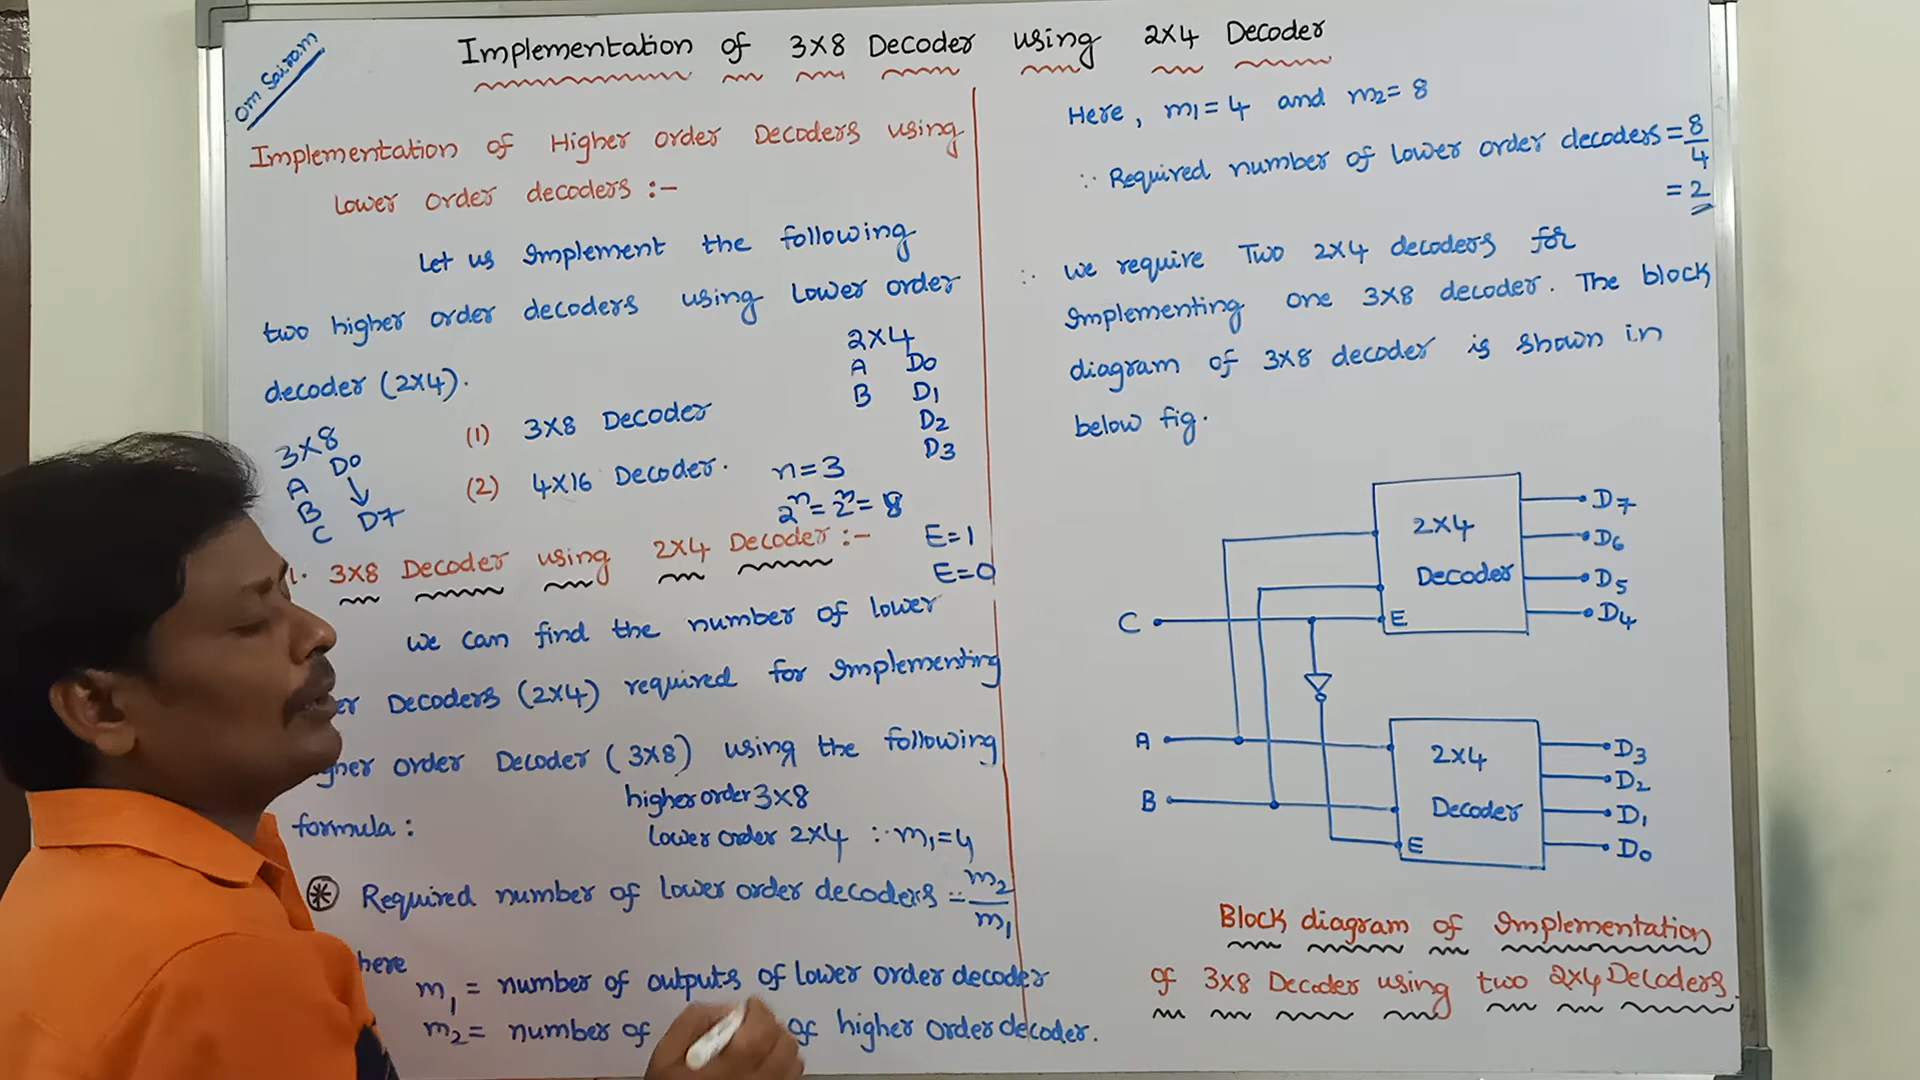 Om Sairam
Implementation of 3X8 Decoder using 2X4 Decoder
Implementation of Higher order Decoders using
Lower order decoders :-
Let us Implement the following
two higher order decoders using Lower order
decoder (2X4).
2X4
A D0
B D1
D2
D3
3X8
A D0
B
C D7
(1) 3X8 Decoder
(2) 4X16 Decoder.
n=3
E=1
E=0
1. 3X8 Decoder using 2X4 Decoder :-
we can find the number of lower
er Decoders (2X4) required for Implementing
gher order Decoder (3X8) using the following
formula :
higher order 3X8
lower order 2X4 ∵ m1=4
* Required number of lower order decoders = m2/m1
here
m1 = number of outputs of lower order decoder
m2 = number of of higher order decoder.
Here, m1=4 and m2=8
∵ Required number of lower order decoders = 8/4
= 2
∴ we require Two 2X4 decoders for
Implementing one 3X8 decoder. The block
diagram of 3X8 decoder is shown in
below fig.
2X4
Decoder
E
D7
D6
D5
D4
C
A
B
2X4
Decoder
E
D3
D2
D1
D0
Block diagram of Implementation
of 3X8 Decoder using two 2X4 Decoders.